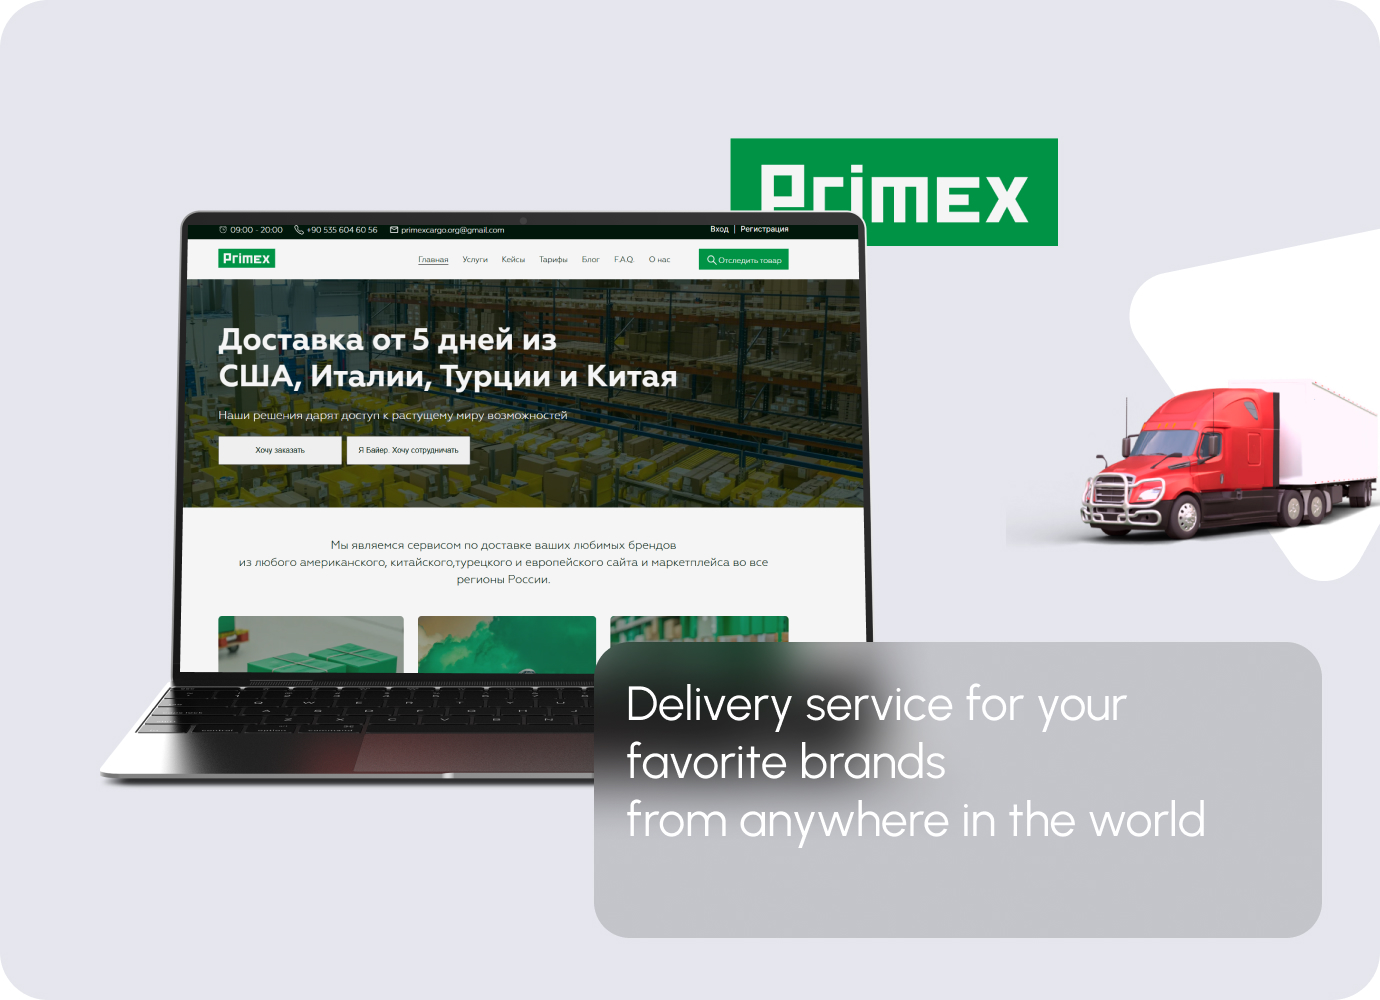 Primex
09:00 - 20:00 +90 535 604 60 56 primexcargo.org@gmail.com Вход | Регистрация
Primex Главная Услуги Кейсы Тарифы Блог F.A.Q. О нас Отследить товар
Доставка от 5 дней из
США, Италии, Турции и Китая
Наши решения дарят доступ к растущему миру возможностей
Хочу заказать Я Байер. Хочу сотрудничать
Мы являемся сервисом по доставке ваших любимых брендов
из любого американского, китайского,турецкого и европейского сайта и маркетплейса во все
регионы России.
Delivery service for your
favorite brands
from anywhere in the world